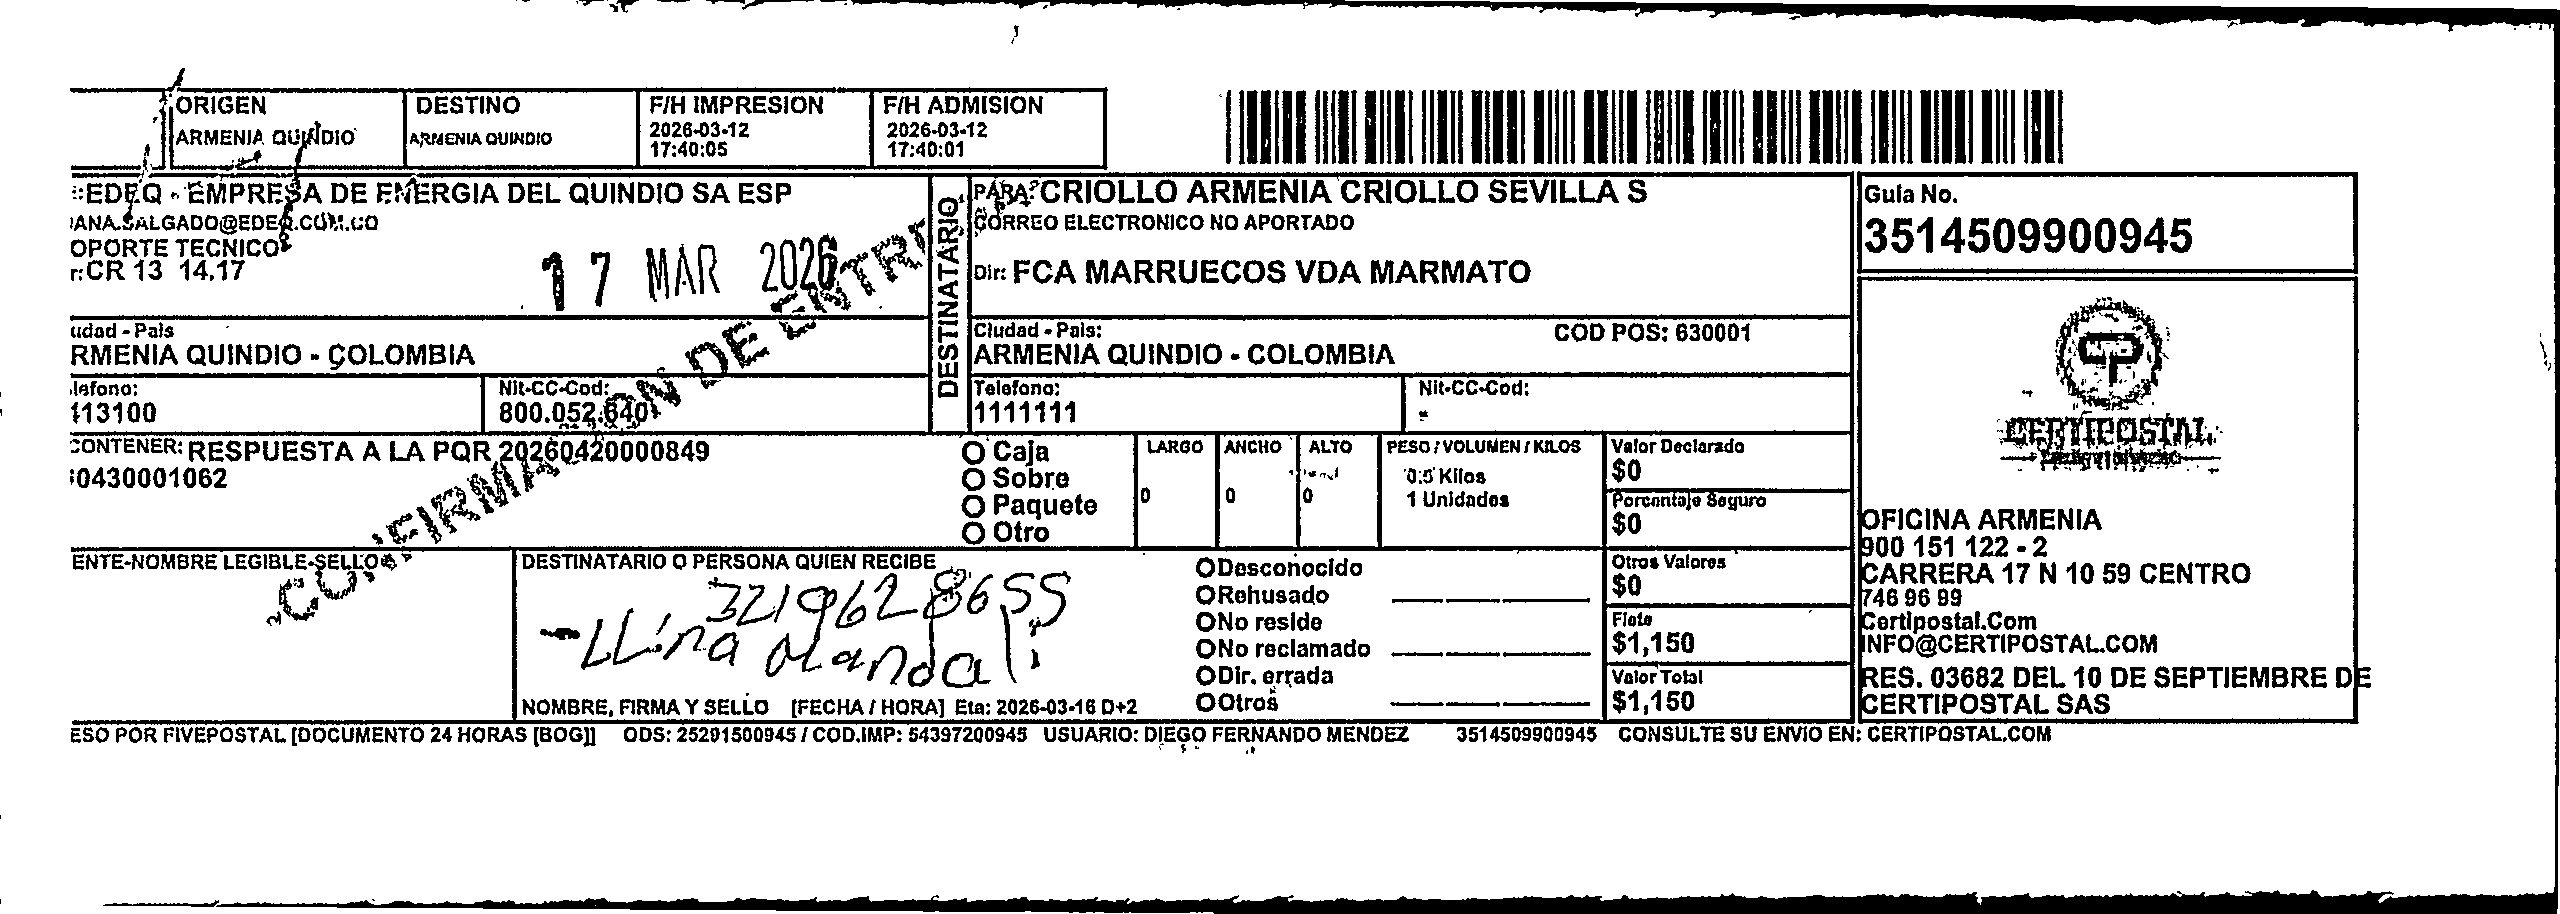 ORIGEN
ARMENIA QUINDIO
DESTINO
ARMENIA QUINDIO
F/H IMPRESION
2026-03-12
17:40:05
F/H ADMISION
2026-03-12
17:40:01
EDEQ - EMPRESA DE ENERGIA DEL QUINDIO SA ESP
ANA.SALGADO@EDEQ.COM.CO
OPORTE TECNICO
r: CR 13 14.17
17 MAR 2026
udad - Pais
RMENIA QUINDIO - COLOMBIA
lefono:
113100
Nit-CC-Cod:
800.052.640
CONTENER: RESPUESTA A LA PQR 20260420000849
0430001062
CONFIRMACION DE ENTRE
ENTE-NOMBRE LEGIBLE-SELLO
DESTINATARIO
PARA: CRIOLLO ARMENIA CRIOLLO SEVILLA S
CORREO ELECTRONICO NO APORTADO
Dir: FCA MARRUECOS VDA MARMATO
Ciudad - Pais:
COD POS: 630001
ARMENIA QUINDIO - COLOMBIA
Telefono:
1111111
Nit-CC-Cod:
-
Caja
Sobre
Paquete
Otro
LARGO
0
ANCHO
0
ALTO
0
PESO / VOLUMEN / KILOS
0.5 Kilos
1 Unidades
Valor Declarado
$0
Porcentaje Seguro
$0
Otros Valores
$0
Flete
$1,150
Valor Total
$1,150
DESTINATARIO O PERSONA QUIEN RECIBE
3219628655
NOMBRE, FIRMA Y SELLO [FECHA / HORA] Eta: 2026-03-16 D+2
Desconocido
Rehusado
No reside
No reclamado
Dir. errada
Otros
Guia No.
3514509900945
CERTIPOSTAL
OFICINA ARMENIA
900 151 122 - 2
CARRERA 17 N 10 59 CENTRO
746 96 99
Certipostal.Com
INFO@CERTIPOSTAL.COM
RES. 03682 DEL 10 DE SEPTIEMBRE DE
CERTIPOSTAL SAS
ESO POR FIVEPOSTAL [DOCUMENTO 24 HORAS [BOG]] ODS: 25291500945 / COD.IMP: 54397200945 USUARIO: DIEGO FERNANDO MENDEZ 3514509900945 CONSULTE SU ENVIO EN: CERTIPOSTAL.COM